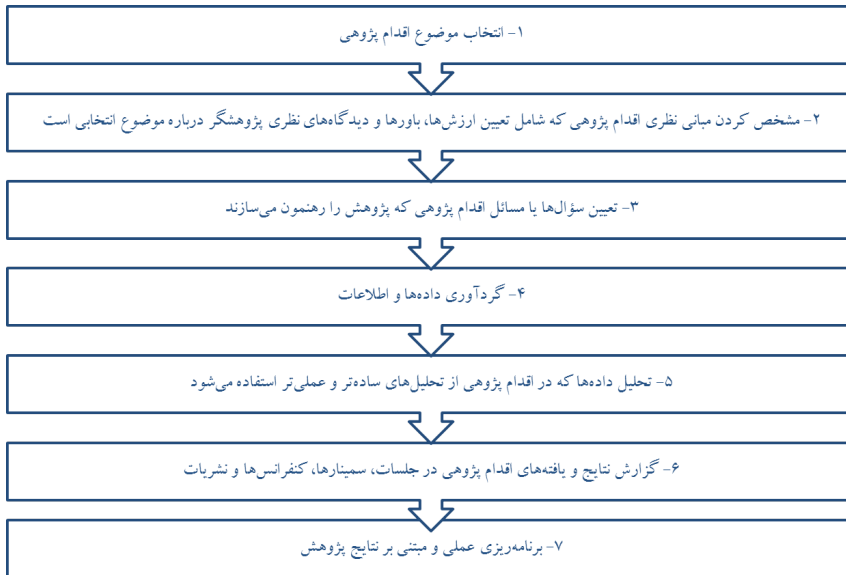 ۱- انتخاب موضوع اقدام پژوهی
۲- مشخص کردن مبانی نظری اقدام پژوهی که شامل تعیین ارزش‌ها، باورها و دیدگاه‌های نظری پژوهشگر درباره موضوع انتخابی است
۳- تعیین سؤال‌ها یا مسائل اقدام پژوهی که پژوهش را رهنمون می‌سازند
۴- گردآوری داده‌ها و اطلاعات
۵- تحلیل داده‌ها که در اقدام پژوهی از تحلیل‌های ساده‌تر و عملی‌تر استفاده می‌شود
۶- گزارش نتایج و یافته‌های اقدام پژوهی در جلسات، سمینارها، کنفرانس‌ها و نشریات
۷- برنامه‌ریزی عملی و مبتنی بر نتایج پژوهش